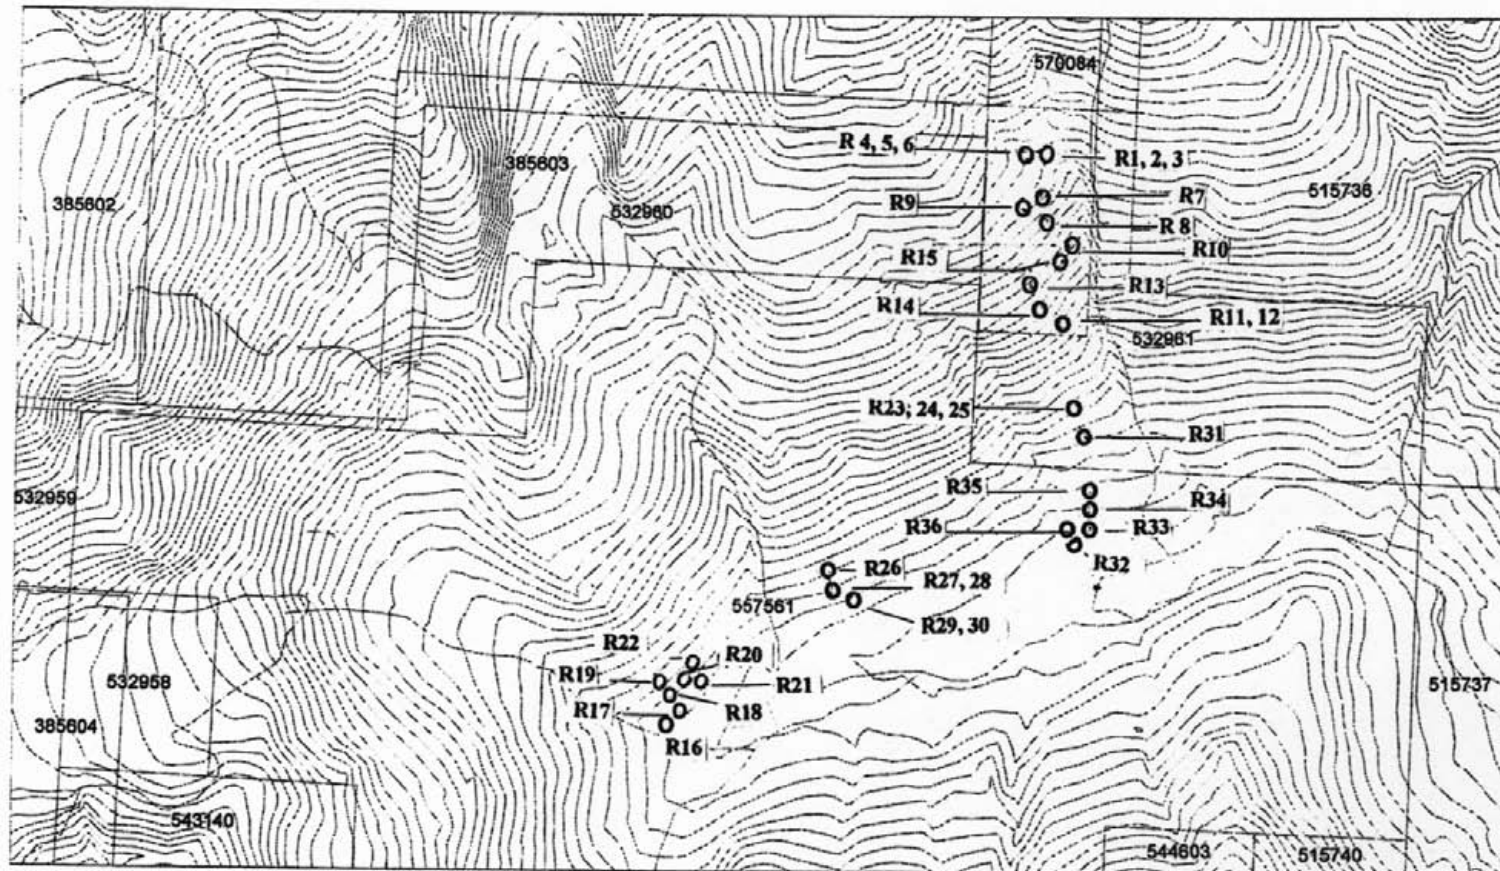 570084
R 4, 5, 6
R1, 2, 3
385603
385602
532960
515736
R9
R7
R 8
R15
R10
R13
R14
R11, 12
532961
R23; 24, 25
R31
532959
R35
R34
R36
R33
R32
R26
R27, 28
557561
R29, 30
R22
R20
R19
R21
532958
515737
R17
R18
385604
R16
543140
544603
515740